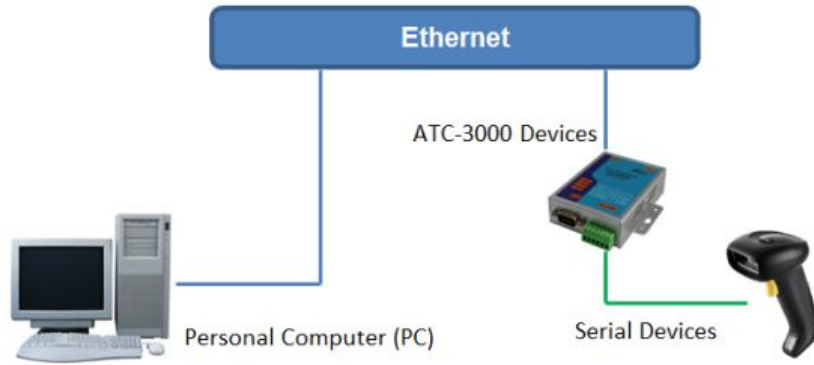 Ethernet
ATC-3000 Devices
Personal Computer (PC)
Serial Devices